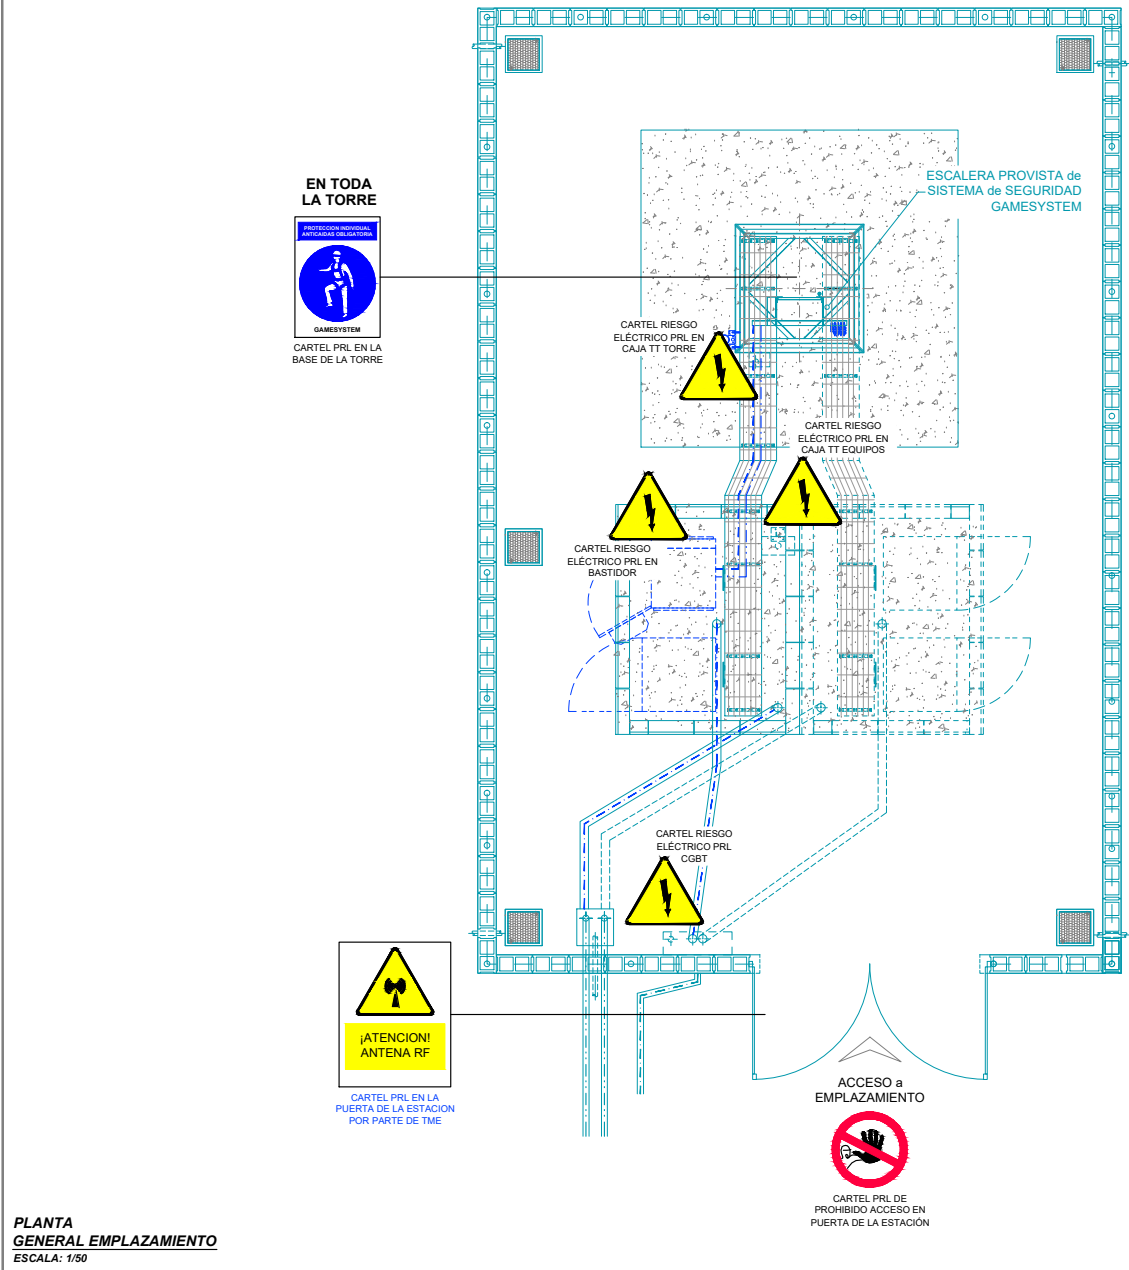 EN TODA
LA TORRE
PROTECCION INDIVIDUAL
ANTICAIDAS OBLIGATORIA
GAMESYSTEM
CARTEL PRL EN LA
BASE DE LA TORRE
ESCALERA PROVISTA de
SISTEMA de SEGURIDAD
GAMESYSTEM
CARTEL RIESGO
ELÉCTRICO PRL EN
CAJA TT TORRE
CARTEL RIESGO
ELÉCTRICO PRL EN
CAJA TT EQUIPOS
CARTEL RIESGO
ELÉCTRICO PRL EN
BASTIDOR
CARTEL RIESGO
ELÉCTRICO PRL
CGBT
¡ATENCION!
ANTENA RF
CARTEL PRL EN LA
PUERTA DE LA ESTACION
POR PARTE DE TME
ACCESO a
EMPLAZAMIENTO
CARTEL PRL DE
PROHIBIDO ACCESO EN
PUERTA DE LA ESTACIÓN
PLANTA
GENERAL EMPLAZAMIENTO
ESCALA: 1/50